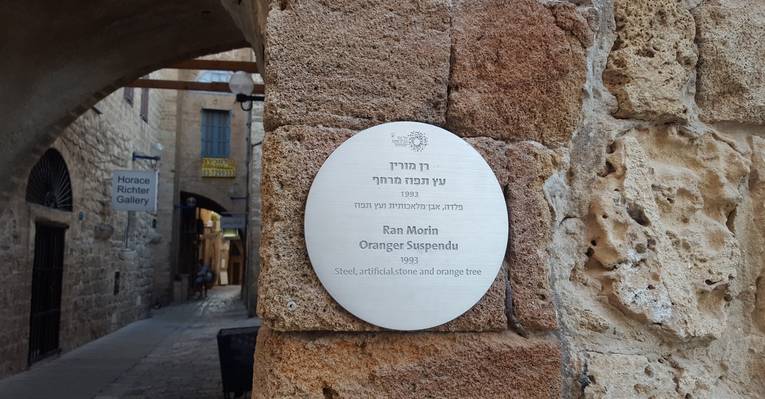 Horace
Richter
Gallery
רן מורין
עץ תפוז מרחף
1993
פלדה, אבן מלאכותית ועץ תפוז
Ran Morin
Oranger Suspendu
1993
Steel, artificial,stone and orange tree